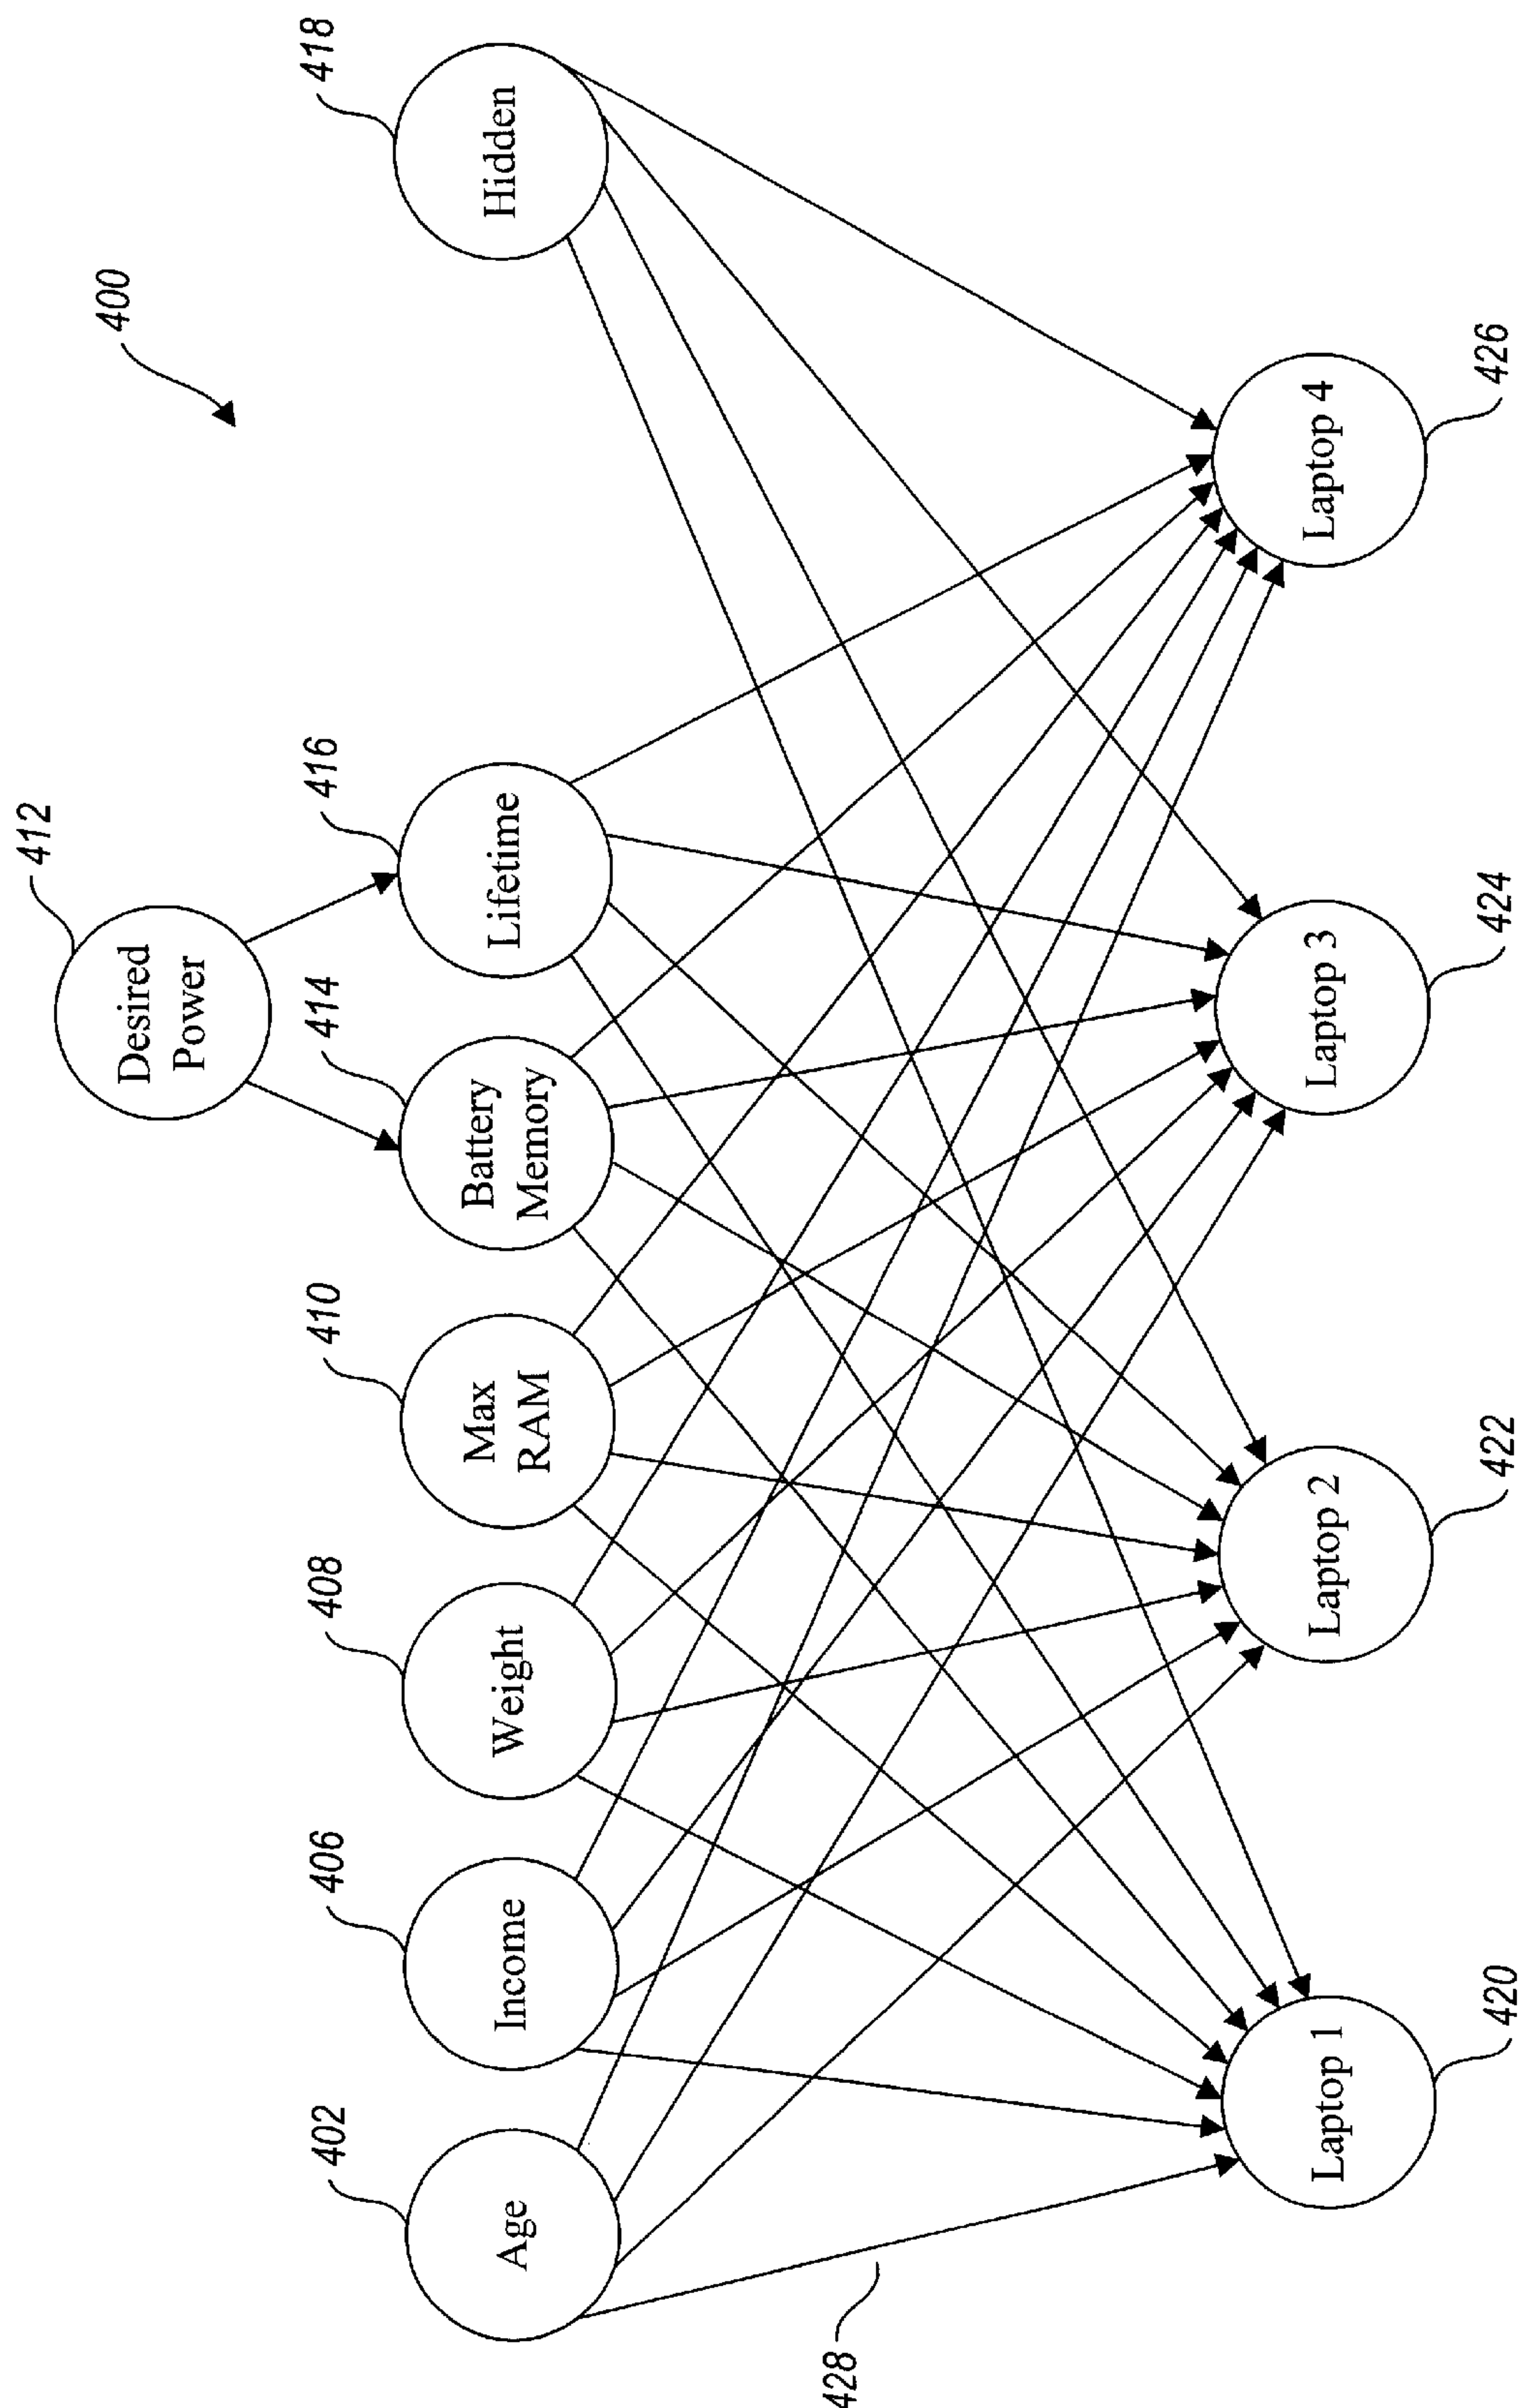 400
412
Desired
Power
402
406
408
410
414
416
418
Age
Income
Weight
Max
RAM
Battery
Memory
Lifetime
Hidden
428
Laptop 1
Laptop 2
Laptop 3
Laptop 4
420
422
424
426